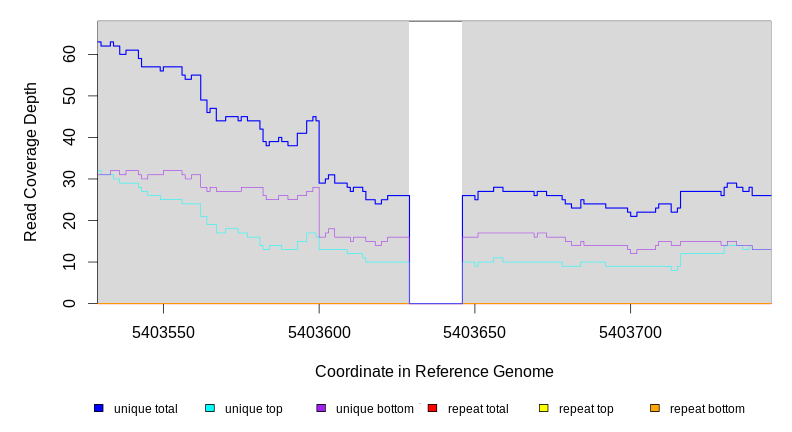 Read Coverage Depth
60
50
40
30
20
10
0
5403550 5403600 5403650 5403700
Coordinate in Reference Genome
unique total unique top unique bottom repeat total repeat top repeat bottom